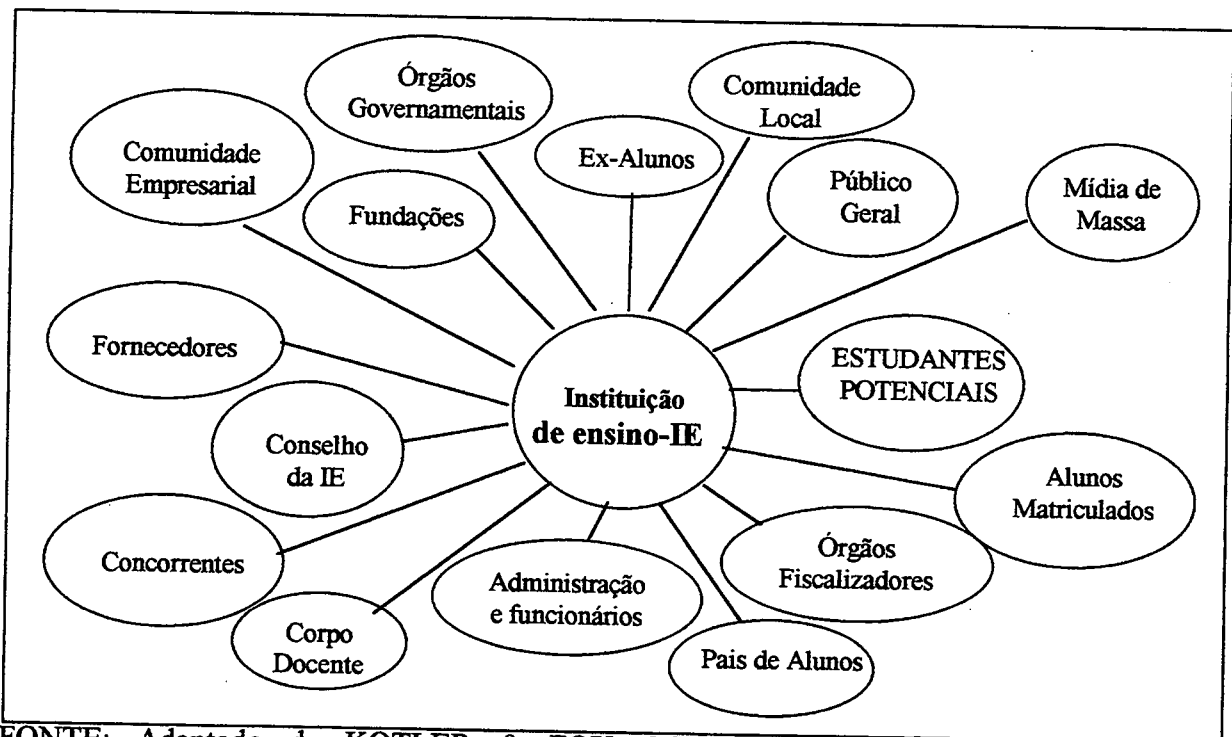 Órgãos
Governamentais
Comunidade
Local
Comunidade
Empresarial
Ex-Alunos
Fundações
Público
Geral
Mídia de
Massa
Fornecedores
ESTUDANTES
POTENCIAIS
Instituição
de ensino-IE
Conselho
da IE
Alunos
Matriculados
Concorrentes
Órgãos
Fiscalizadores
Administração
e funcionários
Corpo
Docente
Pais de Alunos
FONTE: Adaptado de KOTLER &